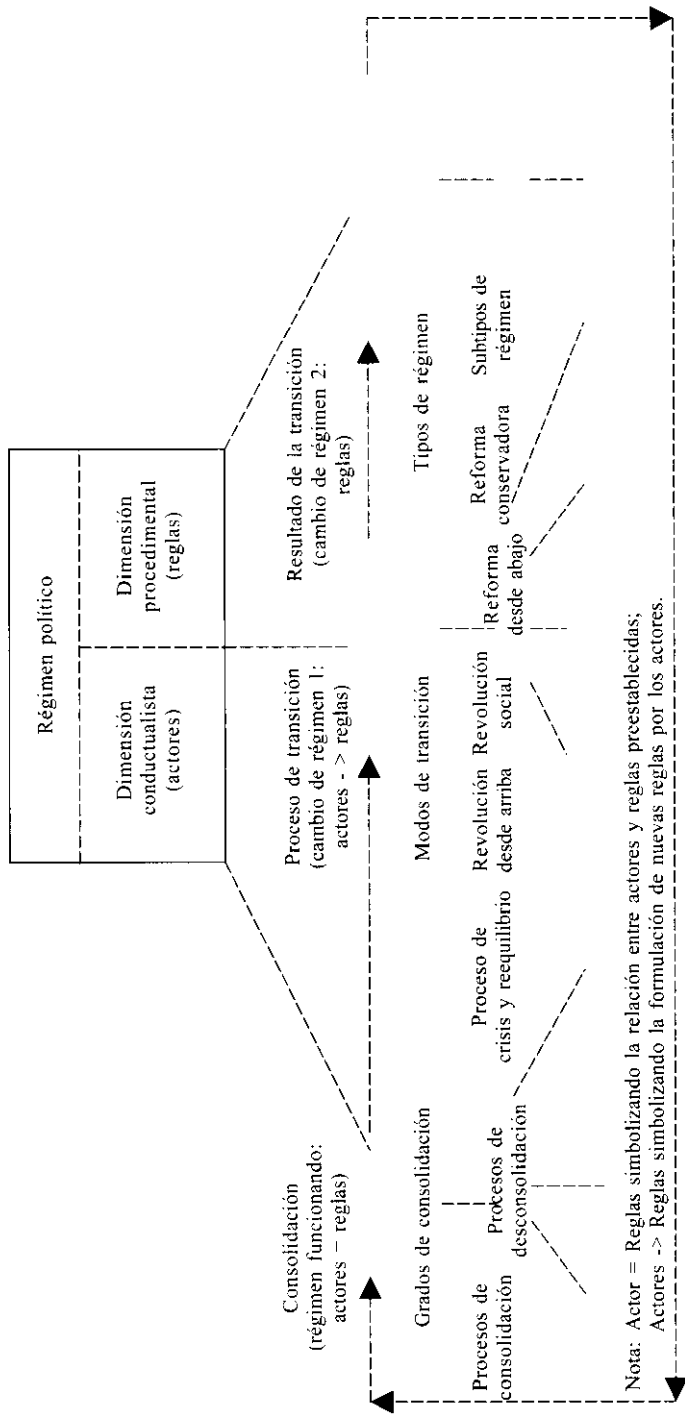 Régimen político
Dimensión
conductualista
(actores)
Dimensión
procedimental
(reglas)
Consolidación
(régimen funcionando:
actores = reglas)
Proceso de transición
(cambio de régimen 1:
actores -> reglas)
Resultado de la transición
(cambio de régimen 2:
reglas)
Grados de consolidación
Modos de transición
Tipos de régimen
Procesos de
consolidación
Procesos de
desconsolidación
Proceso de
crisis y reequilibrio
Revolución
desde arriba
Revolución
social
Reforma
desde abajo
Reforma
conservadora
Subtipos de
régimen
Nota: Actor = Reglas simbolizando la relación entre actores y reglas preestablecidas;
Actores -> Reglas simbolizando la formulación de nuevas reglas por los actores.